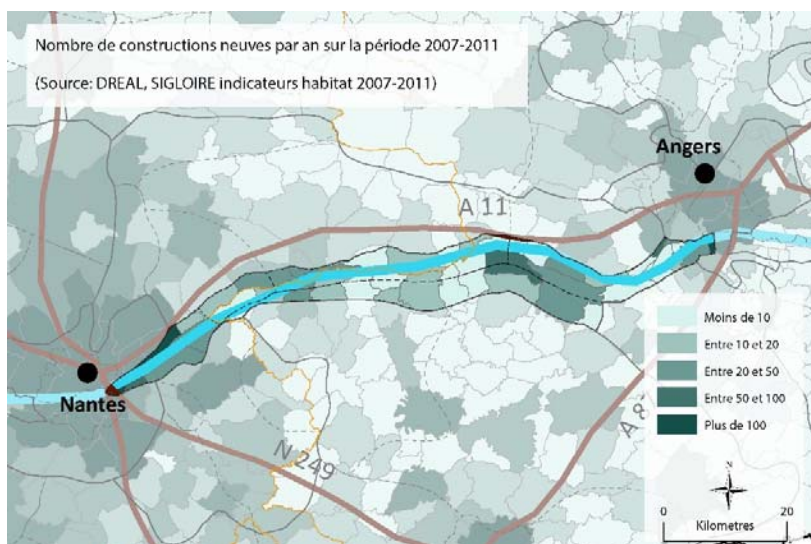 Nombre de constructions neuves par an sur la période 2007-2011
(Source: DREAL, SIGLOIRE indicateurs habitat 2007-2011)
Angers
A 11
Nantes
N 249
A 8
Moins de 10
Entre 10 et 20
Entre 20 et 50
Entre 50 et 100
Plus de 100
N
0 20
Kilometres